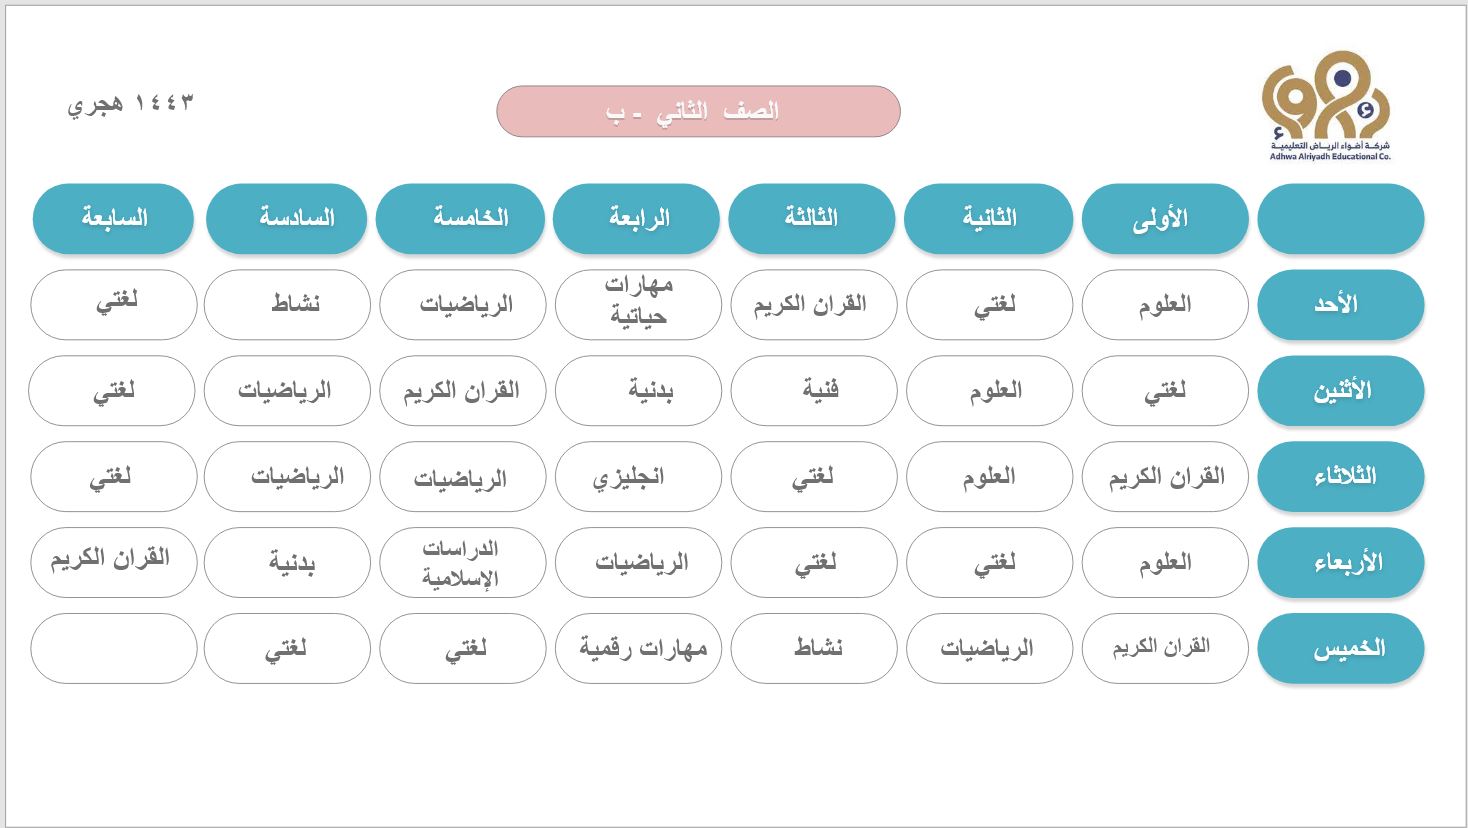 شركة أضواء الرياض التعليمية
Adhwa Alriyadh Educational Co.
الصف الثاني - ب
١٤٤٣ هجري
الأولى الثانية الثالثة الرابعة الخامسة السادسة السابعة
الأحد العلوم لغتي القران الكريم مهارات حياتية الرياضيات نشاط لغتي
الأثنين لغتي العلوم فنية بدنية القران الكريم الرياضيات لغتي
الثلاثاء القران الكريم العلوم لغتي انجليزي الرياضيات الرياضيات لغتي
الأربعاء العلوم لغتي لغتي الرياضيات الدراسات الإسلامية بدنية القران الكريم
الخميس القران الكريم الرياضيات نشاط مهارات رقمية لغتي لغتي